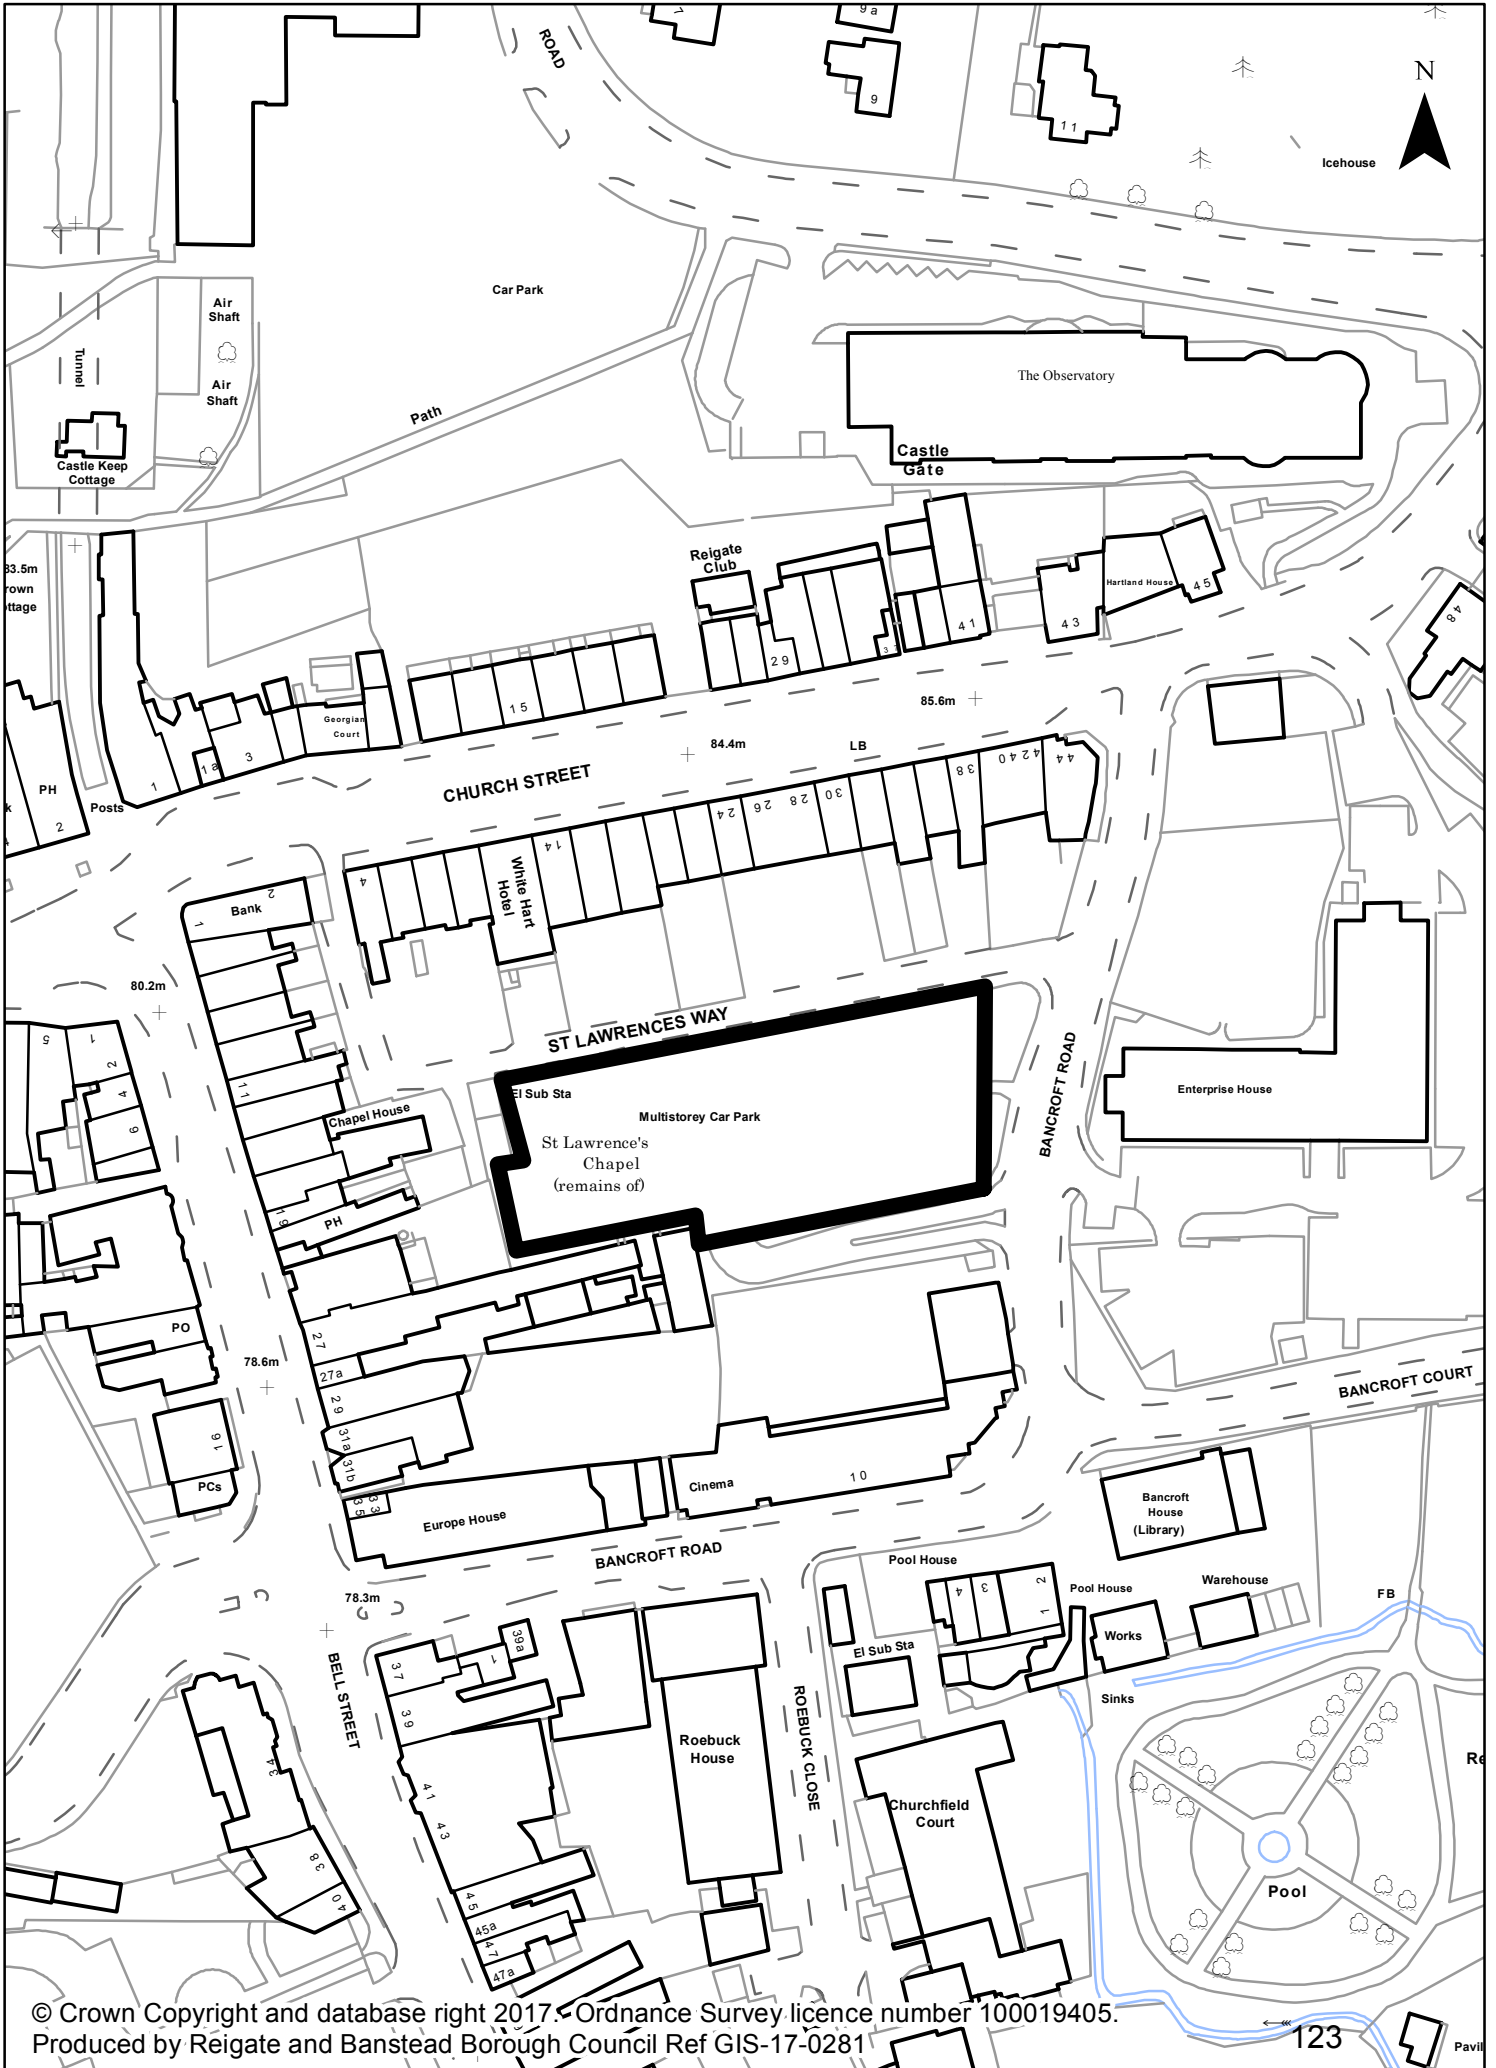 7
9a
ROAD
9
11
N
Icehouse
Car Park
Air
Shaft
Tunnel
Air
Shaft
Path
Castle Keep
Cottage
The Observatory
Castle
Gate
Reigate
Club
83.5m
rown
ottage
Hartland House
45
48
43
41
29
3
15
85.6m
Georgian
Court
1
1a
3
84.4m
LB
CHURCH STREET
PH
2
Posts
k
4
14
White Hart
Hotel
24
26
28
30
38
40
42
44
Bank
2
1
80.2m
ST LAWRENCES WAY
BANCROFT ROAD
5
1
2
4
6
11
Chapel House
El Sub Sta
Multistorey Car Park
St Lawrence's
Chapel
(remains of)
Enterprise House
19
PH
PO
27
27a
78.6m
29
31a
31b
BANCROFT COURT
16
PCs
33
35
Europe House
Cinema
10
Bancroft
House
(Library)
BANCROFT ROAD
Pool House
4
3
2
1
Pool House
Warehouse
FB
78.3m
37
39
1
39a
El Sub Sta
Works
Sinks
BELL STREET
Roebuck
House
ROEBUCK CLOSE
Re
34
41
43
Churchfield
Court
38
40
Pool
45
45a
47
47a
© Crown Copyright and database right 2017. Ordnance Survey licence number 100019405.
Produced by Reigate and Banstead Borough Council Ref GIS-17-0281
123
Pavil